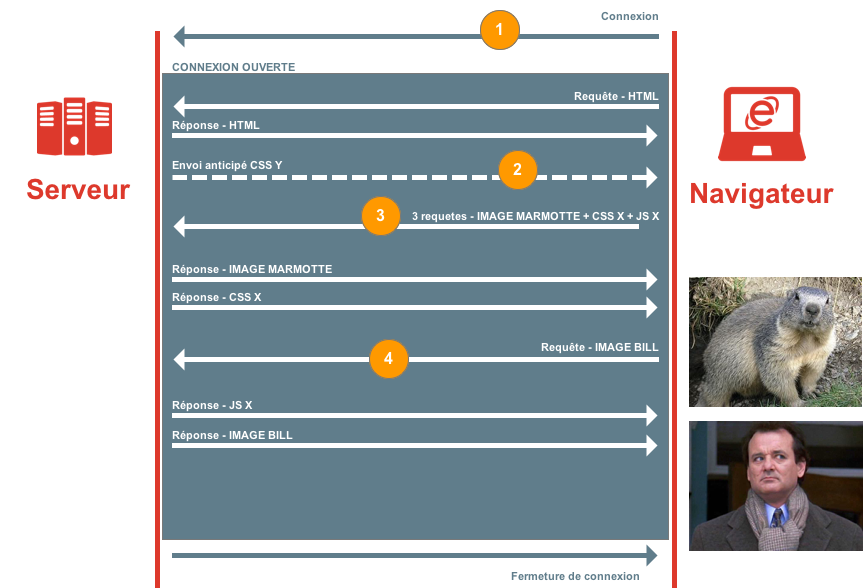 Connexion
1
CONNEXION OUVERTE
Requête - HTML
Réponse - HTML
Envoi anticipé CSS Y
2
Serveur
Navigateur
3
3 requetes - IMAGE MARMOTTE + CSS X + JS X
Réponse - IMAGE MARMOTTE
Réponse - CSS X
Requête - IMAGE BILL
4
Réponse - JS X
Réponse - IMAGE BILL
Fermeture de connexion